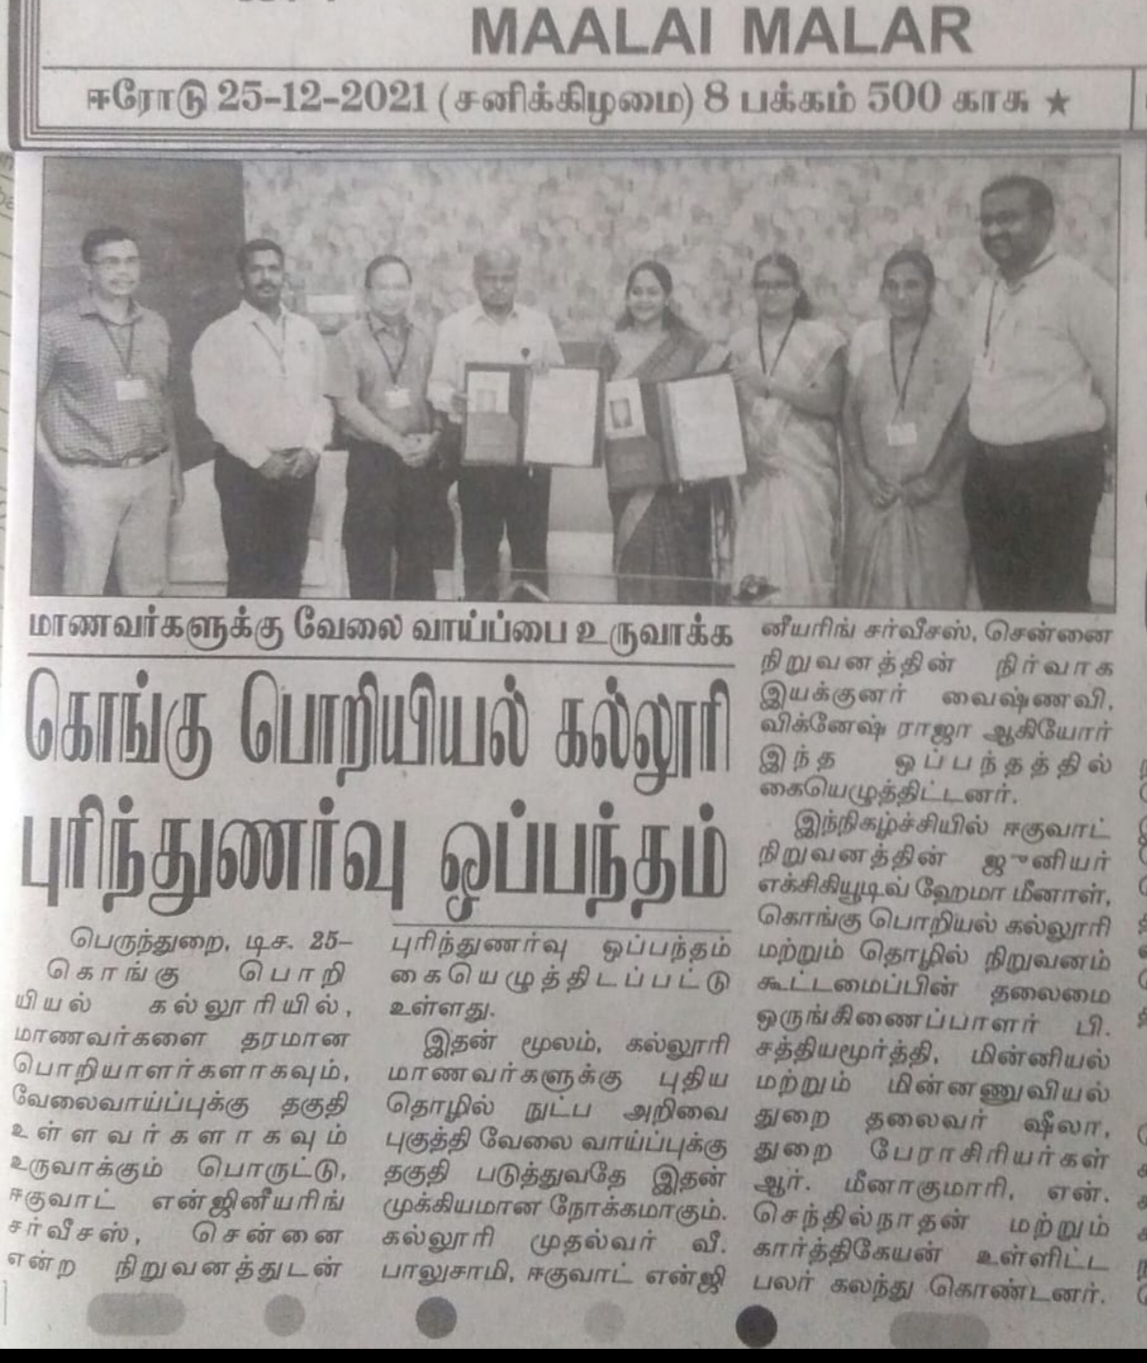 MAALAI MALAR
ஈரோடு 25-12-2021 (சனிக்கிழமை) 8 பக்கம் 500 காசு ★
மாணவர்களுக்கு வேலை வாய்ப்பை உருவாக்க
கொங்கு பொறியியல் கல்லூரி
புரிந்துணர்வு ஒப்பந்தம்
பெருந்துறை, டிச. 25–
கொங்கு பொறி
யியல் கல்லூரியில்,
மாணவர்களை தரமான
பொறியாளர்களாகவும்,
வேலைவாய்ப்புக்கு தகுதி
உள்ளவர்களாகவும்
உருவாக்கும் பொருட்டு,
ஈகுவாட் என்ஜினீயரிங்
சர்வீசஸ், சென்னை
என்ற நிறுவனத்துடன்
புரிந்துணர்வு ஒப்பந்தம்
கையெழுத்திடப்பட்டு
உள்ளது.
இதன் மூலம், கல்லூரி
மாணவர்களுக்கு புதிய
தொழில் நுட்ப அறிவை
புகுத்தி வேலை வாய்ப்புக்கு
தகுதி படுத்துவதே இதன்
முக்கியமான நோக்கமாகும்.
கல்லூரி முதல்வர் வீ.
பாலுசாமி, ஈகுவாட் என்ஜி
னீயரிங் சர்வீசஸ், சென்னை
நிறுவனத்தின் நிர்வாக
இயக்குனர் வைஷ்ணவி,
விக்னேஷ் ராஜா ஆகியோர்
இந்த ஒப்பந்தத்தில்
கையெழுத்திட்டனர்.
இந்நிகழ்ச்சியில் ஈகுவாட்
நிறுவனத்தின் ஜுனியர்
எக்சிகியூடிவ் ஹேமா மீனாள்,
கொங்கு பொறியல் கல்லூரி
மற்றும் தொழில் நிறுவனம்
கூட்டமைப்பின் தலைமை
ஒருங்கிணைப்பாளர் பி.
சத்தியமூர்த்தி, மின்னியல்
மற்றும் மின்னணுவியல்
துறை தலைவர் ஷீலா,
துறை பேராசிரியர்கள்
ஆர். மீனாகுமாரி, என்.
செந்தில்நாதன் மற்றும்
கார்த்திகேயன் உள்ளிட்ட
பலர் கலந்து கொண்டனர்.